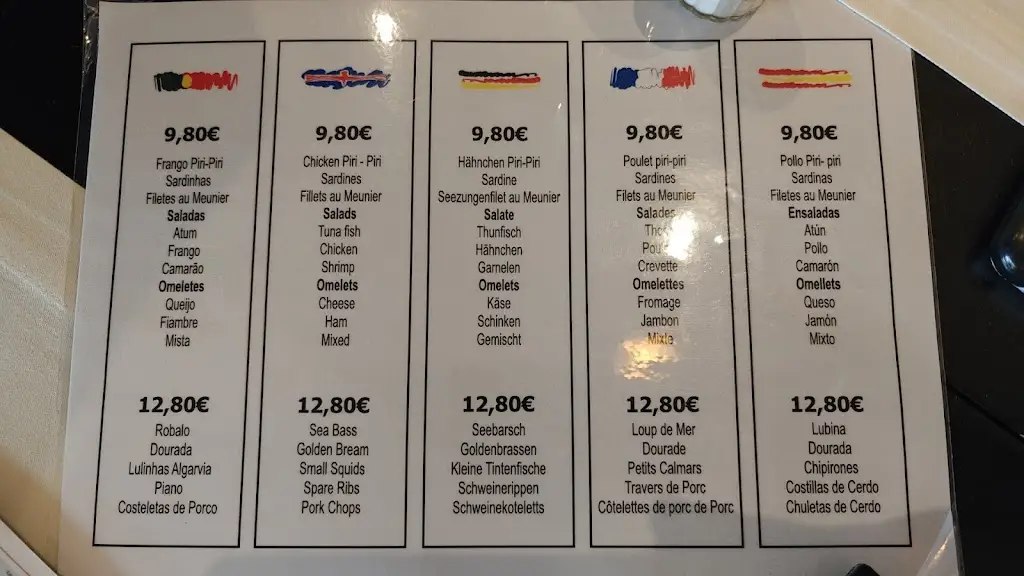 9,80€
Frango Piri-Piri
Sardinhas
Filetes au Meunier
Saladas
Atum
Frango
Camarão
Omeletes
Queijo
Fiambre
Mista
12,80€
Robalo
Dourada
Lulinhas Algarvia
Piano
Costeletas de Porco
9,80€
Chicken Piri - Piri
Sardines
Fillets au Meunier
Salads
Tuna fish
Chicken
Shrimp
Omelets
Cheese
Ham
Mixed
12,80€
Sea Bass
Golden Bream
Small Squids
Spare Ribs
Pork Chops
9,80€
Hähnchen Piri-Piri
Sardine
Seezungenfilet au Meunier
Salate
Thunfisch
Hähnchen
Garnelen
Omelets
Käse
Schinken
Gemischt
12,80€
Seebarsch
Goldenbrassen
Kleine Tintenfische
Schweinerippen
Schweinekoteletts
9,80€
Poulet piri-piri
Sardines
Filets au Meunier
Salades
Crevette
Omelettes
Fromage
Jambon
Mixte
12,80€
Loup de Mer
Dourade
Petits Calmars
Travers de Porc
Côtelettes de porc de Porc
9,80€
Pollo Piri- piri
Sardinas
Filetes au Meunier
Ensaladas
Atún
Pollo
Camarón
Omellets
Queso
Jamón
Mixto
12,80€
Lubina
Dourada
Chipirones
Costillas de Cerdo
Chuletas de Cerdo